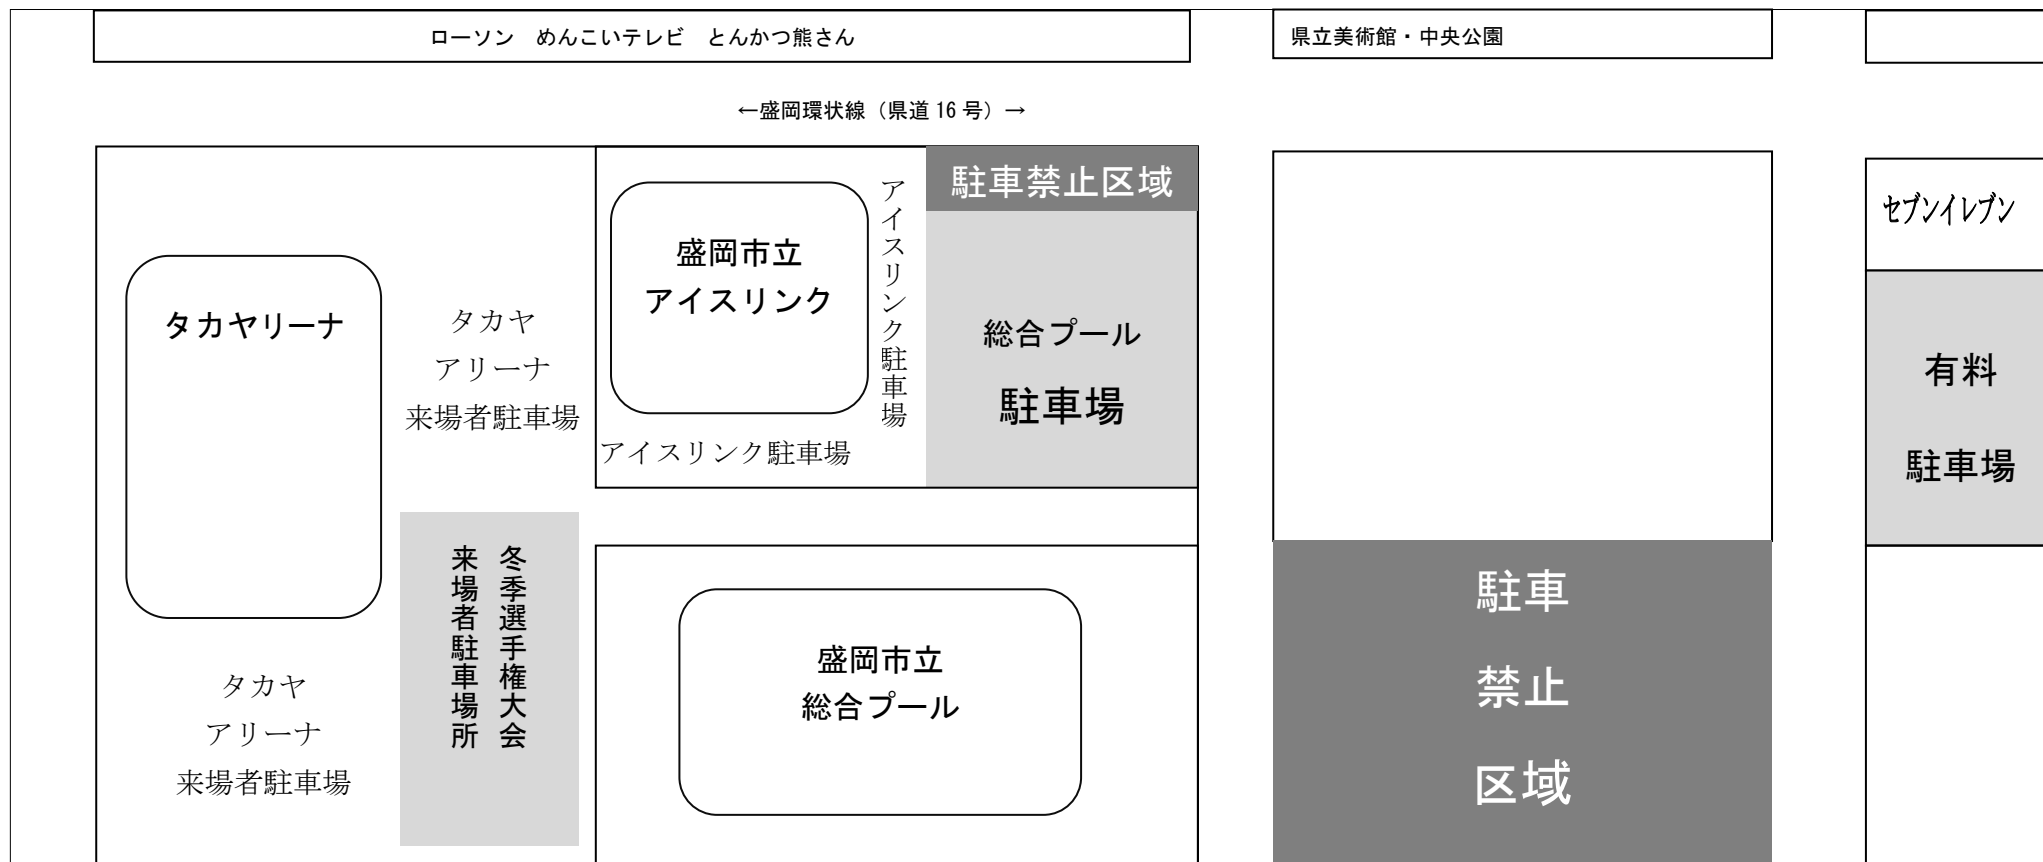 ローソン　めんこいテレビ　とんかつ熊さん
県立美術館・中央公園
←盛岡環状線（県道 16 号）→
タカヤリーナ
タカヤ
アリーナ
来場者駐車場
盛岡市立
アイスリンク
アイスリンク駐車場
アイスリンク駐車場
駐車禁止区域
総合プール
駐車場
セブンイレブン
有料
駐車場
冬季選手権大会
来場者駐車場所
タカヤ
アリーナ
来場者駐車場
盛岡市立
総合プール
駐車
禁止
区域